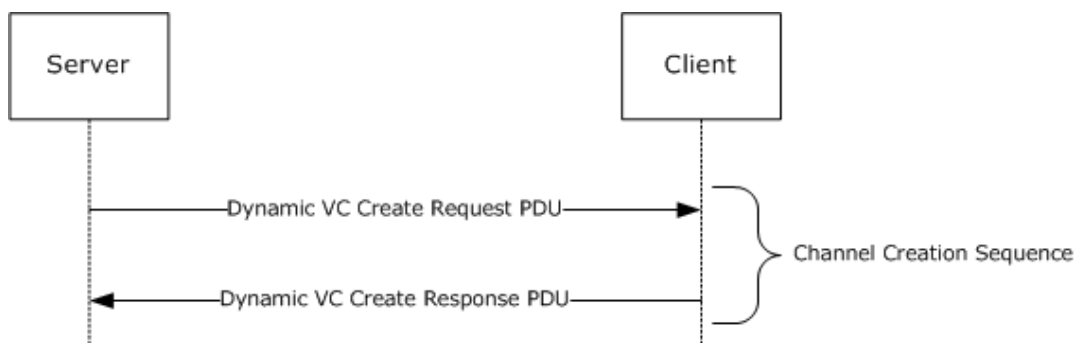 Server
Client
Dynamic VC Create Request PDU
Channel Creation Sequence
Dynamic VC Create Response PDU